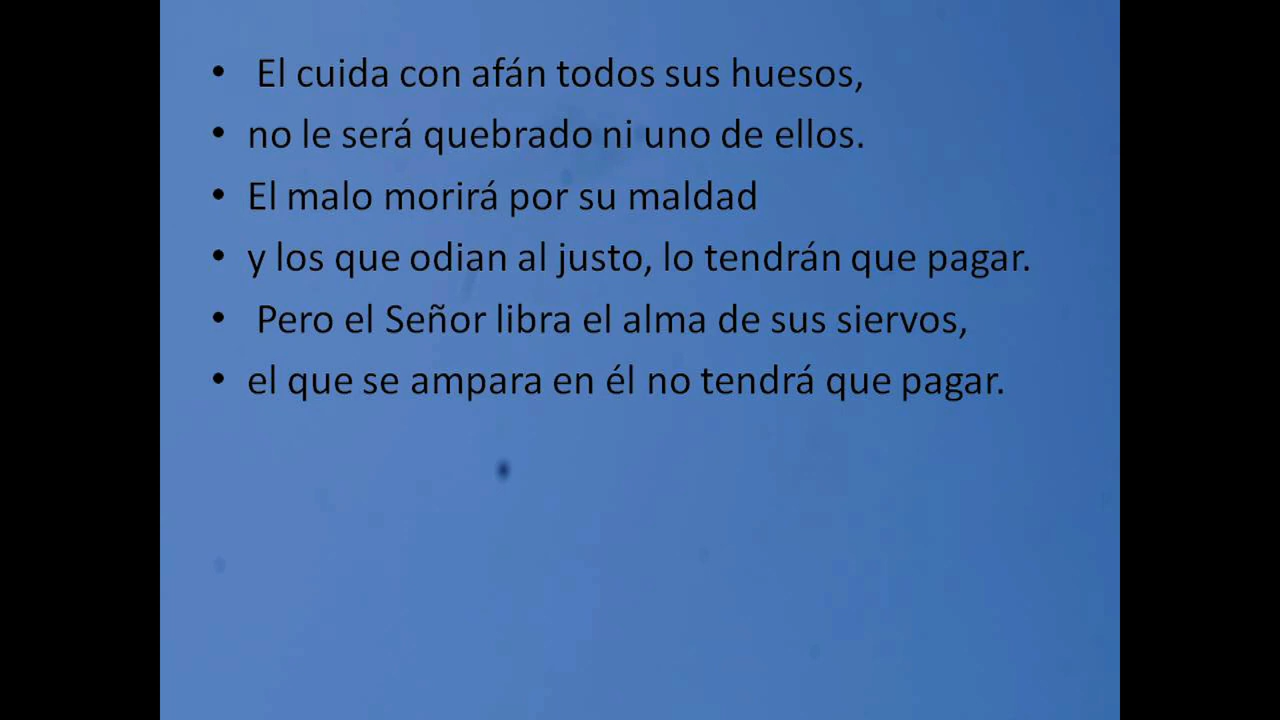 • El cuida con afán todos sus huesos,
• no le será quebrado ni uno de ellos.
• El malo morirá por su maldad
• y los que odian al justo, lo tendrán que pagar.
• Pero el Señor libra el alma de sus siervos,
• el que se ampara en él no tendrá que pagar.